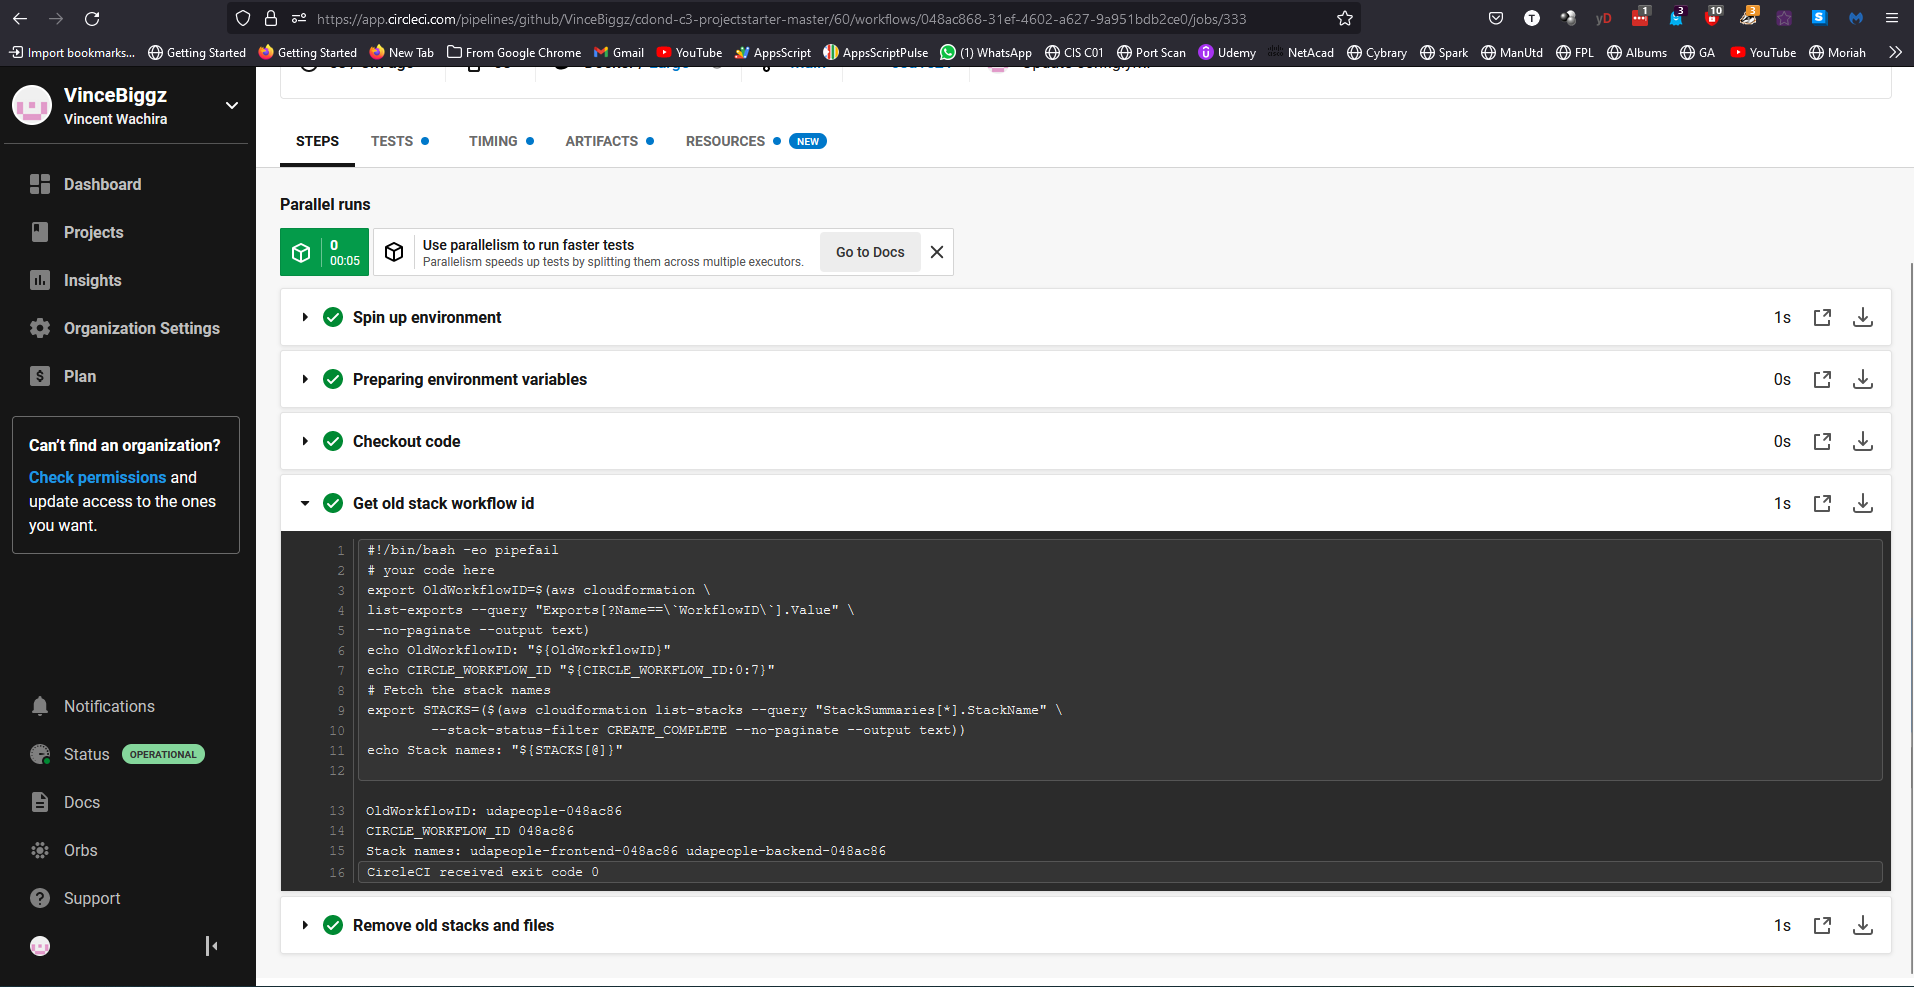 https://app.circleci.com/pipelines/github/VinceBiggz/cdond-c3-projectstarter-master/60/workflows/048ac868-31ef-4602-a627-9a951bdb2ce0/jobs/333
T
yD
1
3
10
3
S
Import bookmarks...
Getting Started
Getting Started
New Tab
From Google Chrome
Gmail
YouTube
AppsScript
AppsScriptPulse
(1) WhatsApp
CIS C01
Port Scan
Udemy
NetAcad
Cybrary
Spark
ManUtd
FPL
Albums
GA
YouTube
Moriah
VinceBiggz
Vincent Wachira
Dashboard
Projects
Insights
Organization Settings
Plan
Can't find an organization?
Check permissions and
update access to the ones
you want.
Notifications
Status OPERATIONAL
Docs
Orbs
Support
STEPS
TESTS
TIMING
ARTIFACTS
RESOURCES NEW
Parallel runs
0
00:05
Use parallelism to run faster tests
Parallelism speeds up tests by splitting them across multiple executors.
Go to Docs
Spin up environment 1s
Preparing environment variables 0s
Checkout code 0s
Get old stack workflow id 1s
1 #!/bin/bash -eo pipefail
2 # your code here
3 export OldWorkflowID=$(aws cloudformation \
4 list-exports --query "Exports[?Name==\`WorkflowID\`].Value" \
5 --no-paginate --output text)
6 echo OldWorkflowID: "${OldWorkflowID}"
7 echo CIRCLE_WORKFLOW_ID "${CIRCLE_WORKFLOW_ID:0:7}"
8 # Fetch the stack names
9 export STACKS=($(aws cloudformation list-stacks --query "StackSummaries[*].StackName" \
10 --stack-status-filter CREATE_COMPLETE --no-paginate --output text))
11 echo Stack names: "${STACKS[@]}"
12
13 OldWorkflowID: udapeople-048ac86
14 CIRCLE_WORKFLOW_ID 048ac86
15 Stack names: udapeople-frontend-048ac86 udapeople-backend-048ac86
16 CircleCI received exit code 0
Remove old stacks and files 1s